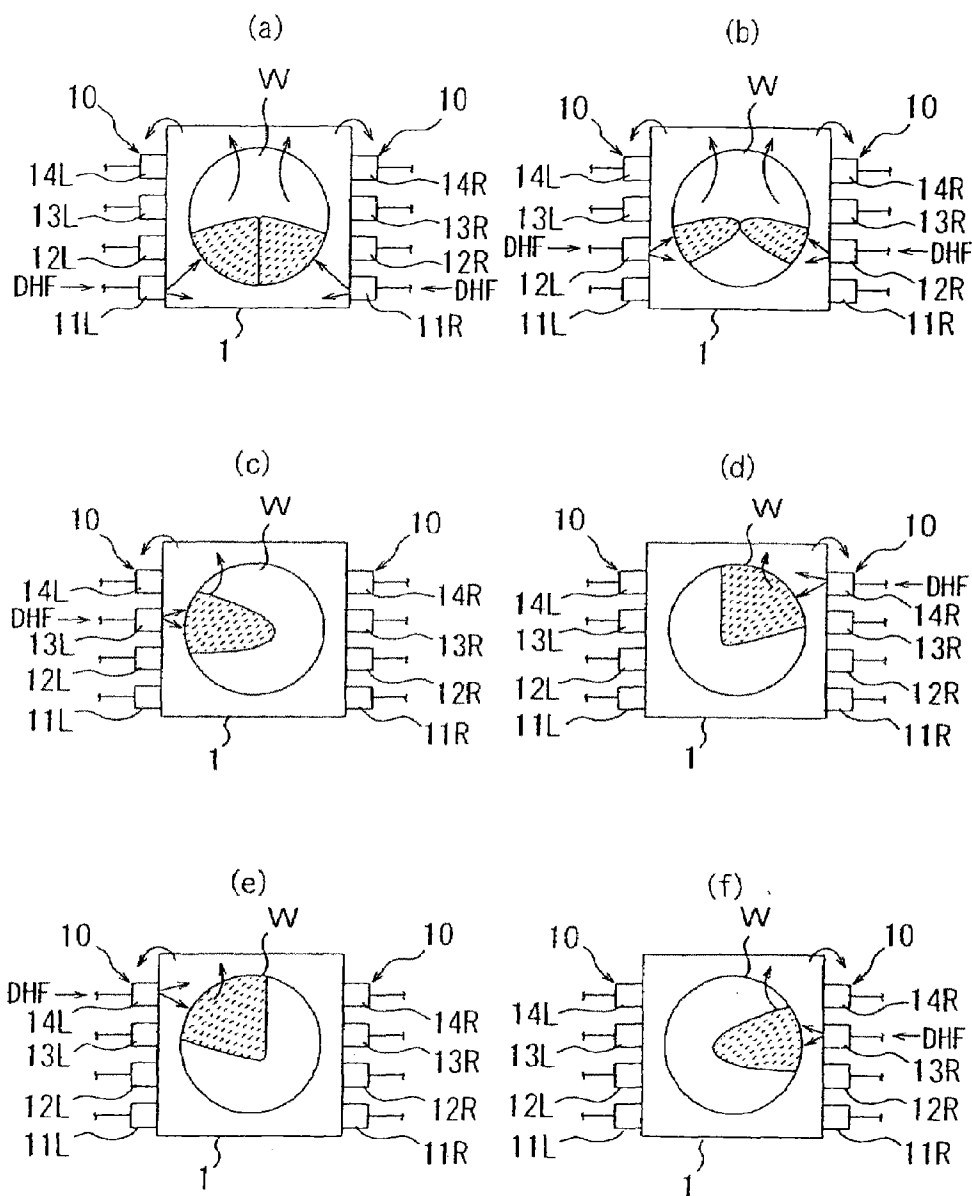 (a) (b)
W W
10 10 10 10
14L 14R 14L 14R
13L 13R 13L 13R
12L 12R DHF DHF
DHF DHF 12L 12R
11L 11R 11L 11R
1 1
(c) (d)
W W
10 10 10 10
14L 14R 14L DHF
DHF 14R
13L 13R 13L 13R
12L 12R 12L 12R
11L 11R 11L 11R
1 1
(e) (f)
W W
10 10 10 10
DHF
14L 14R 14L 14R
DHF
13L 13R 13L 13R
12L 12R 12L 12R
11L 11R 11L 11R
1 1